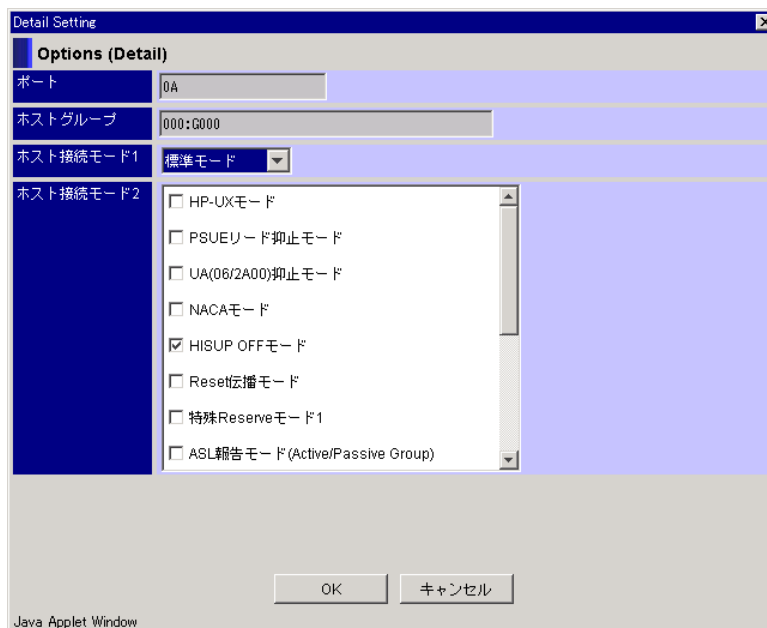 Detail Setting
Options (Detail)
ポート
0A
ホストグループ
000:G000
ホスト接続モード1
標準モード
ホスト接続モード2
HP-UXモード
PSUEリード抑止モード
UA(06/2A00)抑止モード
NACAモード
HISUP OFFモード
Reset伝播モード
特殊Reserveモード1
ASL報告モード(Active/Passive Group)
OK
キャンセル
Java Applet Window